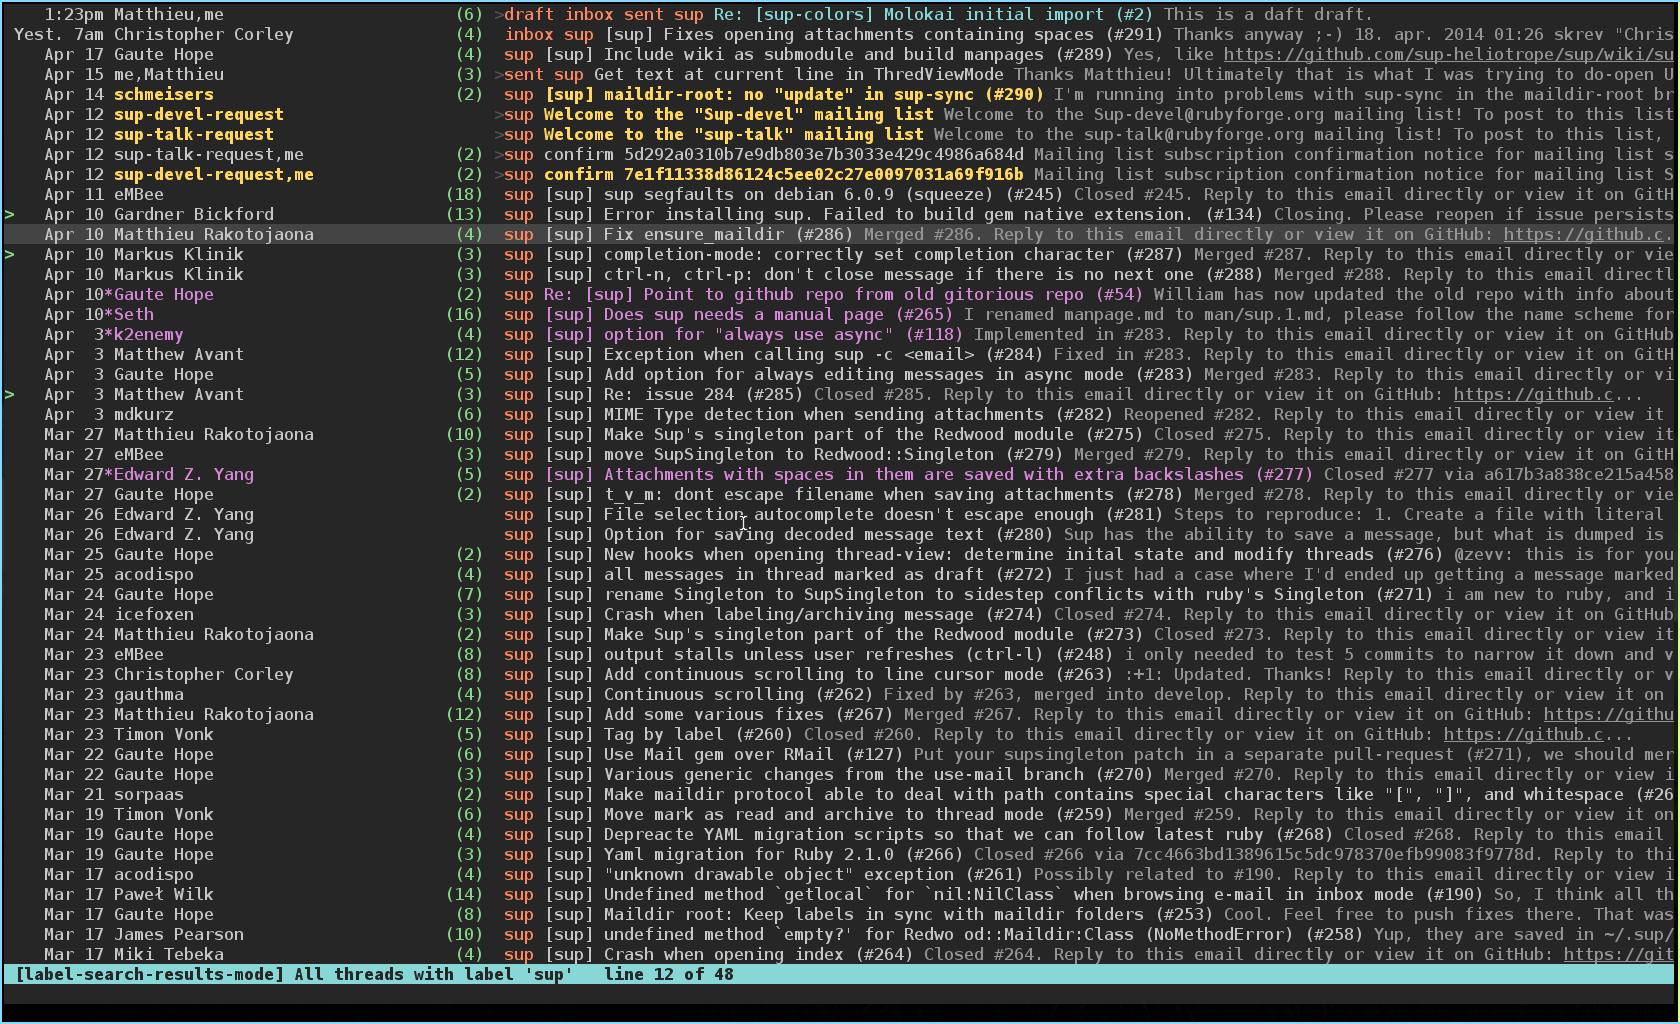 1:23pm Matthieu,me (6) >draft inbox sent sup Re: [sup-colors] Molokai initial import (#2) This is a daft draft.
Yest. 7am Christopher Corley (4) inbox sup [sup] Fixes opening attachments containing spaces (#291) Thanks anyway ;-) 18. apr. 2014 01:26 skrev "Chris
Apr 17 Gaute Hope (4) sup [sup] Include wiki as submodule and build manpages (#289) Yes, like https://github.com/sup-heliotrope/sup/wiki/su
Apr 15 me,Matthieu (3) >sent sup Get text at current line in ThredViewMode Thanks Matthieu! Ultimately that is what I was trying to do-open U
Apr 14 schmeisers (2) sup [sup] maildir-root: no "update" in sup-sync (#290) I'm running into problems with sup-sync in the maildir-root br
Apr 12 sup-devel-request >sup Welcome to the "Sup-devel" mailing list Welcome to the Sup-devel@rubyforge.org mailing list! To post to this list
Apr 12 sup-talk-request >sup Welcome to the "sup-talk" mailing list Welcome to the sup-talk@rubyforge.org mailing list! To post to this list,
Apr 12 sup-talk-request,me (2) >sup confirm 5d292a0310b7e9db803e7b3033e429c4986a684d Mailing list subscription confirmation notice for mailing list s
Apr 12 sup-devel-request,me (2) >sup confirm 7e1f11338d86124c5ee02c27e0097031a69f916b Mailing list subscription confirmation notice for mailing list S
Apr 11 eMBee (18) sup [sup] sup segfaults on debian 6.0.9 (squeeze) (#245) Closed #245. Reply to this email directly or view it on GitHub
> Apr 10 Gardner Bickford (13) sup [sup] Error installing sup. Failed to build gem native extension. (#134) Closing. Please reopen if issue persists
Apr 10 Matthieu Rakotojaona (4) sup [sup] Fix ensure_maildir (#286) Merged #286. Reply to this email directly or view it on GitHub: https://github.c.
> Apr 10 Markus Klinik (3) sup [sup] completion-mode: correctly set completion character (#287) Merged #287. Reply to this email directly or vie
Apr 10 Markus Klinik (3) sup [sup] ctrl-n, ctrl-p: don't close message if there is no next one (#288) Merged #288. Reply to this email directl
Apr 10*Gaute Hope (2) sup Re: [sup] Point to github repo from old gitorious repo (#54) William has now updated the old repo with info about
Apr 10*Seth (16) sup [sup] Does sup needs a manual page (#265) I renamed manpage.md to man/sup.1.md, please follow the name scheme for
Apr 3*k2enemy (4) sup [sup] option for "always use async" (#118) Implemented in #283. Reply to this email directly or view it on GitHub
Apr 3 Matthew Avant (12) sup [sup] Exception when calling sup -c <email> (#284) Fixed in #283. Reply to this email directly or view it on GitH
Apr 3 Gaute Hope (5) sup [sup] Add option for always editing messages in async mode (#283) Merged #283. Reply to this email directly or vi
> Apr 3 Matthew Avant (3) sup [sup] Re: issue 284 (#285) Closed #285. Reply to this email directly or view it on GitHub: https://github.c...
Apr 3 mdkurz (6) sup [sup] MIME Type detection when sending attachments (#282) Reopened #282. Reply to this email directly or view it
Mar 27 Matthieu Rakotojaona (10) sup [sup] Make Sup's singleton part of the Redwood module (#275) Closed #275. Reply to this email directly or view it
Mar 27 eMBee (3) sup [sup] move SupSingleton to Redwood::Singleton (#279) Merged #279. Reply to this email directly or view it on GitHub
Mar 27*Edward Z. Yang (5) sup [sup] Attachments with spaces in them are saved with extra backslashes (#277) Closed #277 via a617b3a838ce215a458
Mar 27 Gaute Hope (2) sup [sup] t_v_m: dont escape filename when saving attachments (#278) Merged #278. Reply to this email directly or vie
Mar 26 Edward Z. Yang sup [sup] File selection autocomplete doesn't escape enough (#281) Steps to reproduce: 1. Create a file with literal
Mar 26 Edward Z. Yang sup [sup] Option for saving decoded message text (#280) Sup has the ability to save a message, but what is dumped is
Mar 25 Gaute Hope (2) sup [sup] New hooks when opening thread-view: determine inital state and modify threads (#276) @zevv: this is for you
Mar 25 acodispo (4) sup [sup] all messages in thread marked as draft (#272) I just had a case where I'd ended up getting a message marked
Mar 24 Gaute Hope (7) sup [sup] rename Singleton to SupSingleton to sidestep conflicts with ruby's Singleton (#271) i am new to ruby, and i
Mar 24 icefoxen (3) sup [sup] Crash when labeling/archiving message (#274) Closed #274. Reply to this email directly or view it on GitHub
Mar 24 Matthieu Rakotojaona (2) sup [sup] Make Sup's singleton part of the Redwood module (#273) Closed #273. Reply to this email directly or view it
Mar 23 eMBee (8) sup [sup] output stalls unless user refreshes (ctrl-l) (#248) i only needed to test 5 commits to narrow it down and v
Mar 23 Christopher Corley (8) sup [sup] Add continuous scrolling to line cursor mode (#263) :+1: Updated. Thanks! Reply to this email directly or v
Mar 23 gauthma (4) sup [sup] Continuous scrolling (#262) Fixed by #263, merged into develop. Reply to this email directly or view it on
Mar 23 Matthieu Rakotojaona (12) sup [sup] Add some various fixes (#267) Merged #267. Reply to this email directly or view it on GitHub: https://githu
Mar 23 Timon Vonk (5) sup [sup] Tag by label (#260) Closed #260. Reply to this email directly or view it on GitHub: https://github.c...
Mar 22 Gaute Hope (6) sup [sup] Use Mail gem over RMail (#127) Put your supsingleton patch in a separate pull-request (#271), we should mer
Mar 22 Gaute Hope (3) sup [sup] Various generic changes from the use-mail branch (#270) Merged #270. Reply to this email directly or view i
Mar 21 sorpaas (2) sup [sup] Make maildir protocol able to deal with path contains special characters like "[", "]", and whitespace (#26
Mar 19 Timon Vonk (6) sup [sup] Move mark as read and archive to thread mode (#259) Merged #259. Reply to this email directly or view it on
Mar 19 Gaute Hope (4) sup [sup] Depreacte YAML migration scripts so that we can follow latest ruby (#268) Closed #268. Reply to this email
Mar 19 Gaute Hope (3) sup [sup] Yaml migration for Ruby 2.1.0 (#266) Closed #266 via 7cc4663bd1389615c5dc978370efb99083f9778d. Reply to thi
Mar 17 acodispo (4) sup [sup] "unknown drawable object" exception (#261) Possibly related to #190. Reply to this email directly or view i
Mar 17 Paweł Wilk (14) sup [sup] Undefined method `getlocal` for `nil:NilClass` when browsing e-mail in inbox mode (#190) So, I think all th
Mar 17 Gaute Hope (8) sup [sup] Maildir root: Keep labels in sync with maildir folders (#253) Cool. Feel free to push fixes there. That was
Mar 17 James Pearson (10) sup [sup] undefined method `empty?' for Redwo od::Maildir:Class (NoMethodError) (#258) Yup, they are saved in ~/.sup/
Mar 17 Miki Tebeka (4) sup [sup] Crash when opening index (#264) Closed #264. Reply to this email directly or view it on GitHub: https://git
[label-search-results-mode] All threads with label 'sup' line 12 of 48